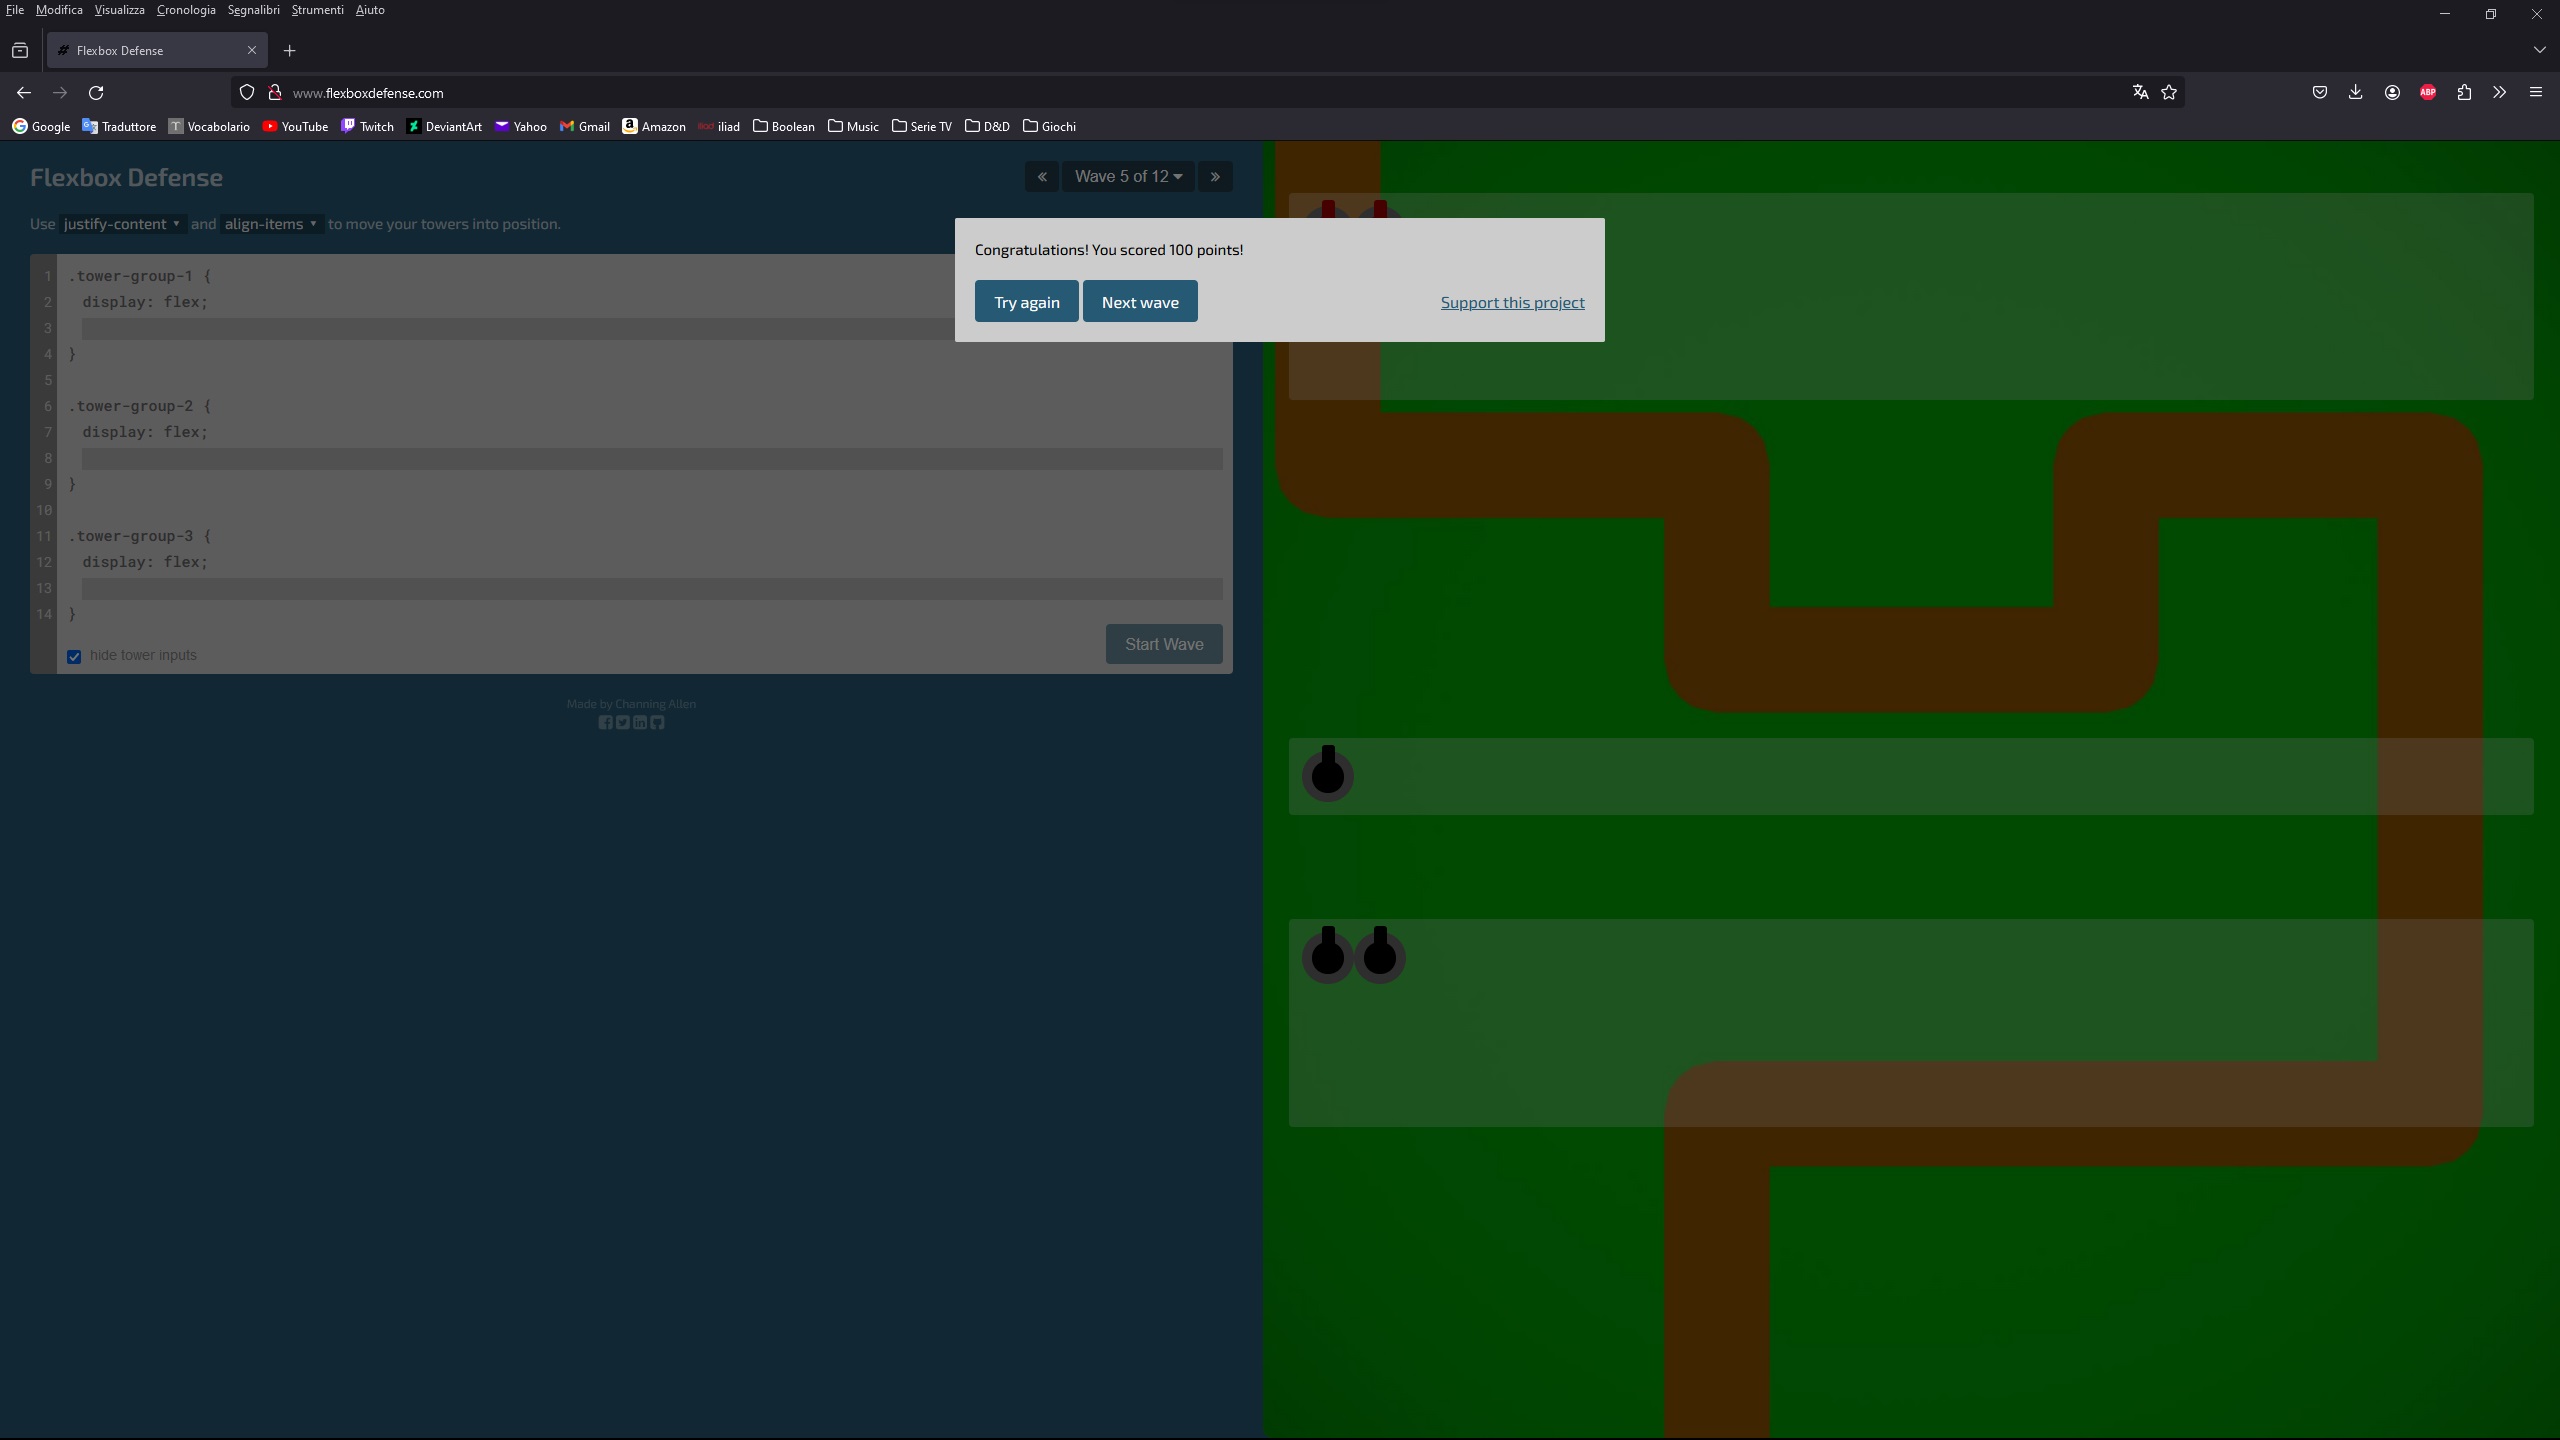 File Modifica Visualizza Cronologia Segnalibri Strumenti Aiuto
Flexbox Defense
www.flexboxdefense.com
ABP
Google Traduttore Vocabolario YouTube Twitch DeviantArt Yahoo Gmail Amazon iliad Boolean Music Serie TV D&D Giochi
Flexbox Defense
« Wave 5 of 12 »
Use justify-content and align-items to move your towers into position.
Congratulations! You scored 100 points!
Try again Next wave Support this project
1 .tower-group-1 {
2 display: flex;
3
4 }
5
6 .tower-group-2 {
7 display: flex;
8
9 }
10
11 .tower-group-3 {
12 display: flex;
13
14 }
hide tower inputs Start Wave
Made by Channing Allen